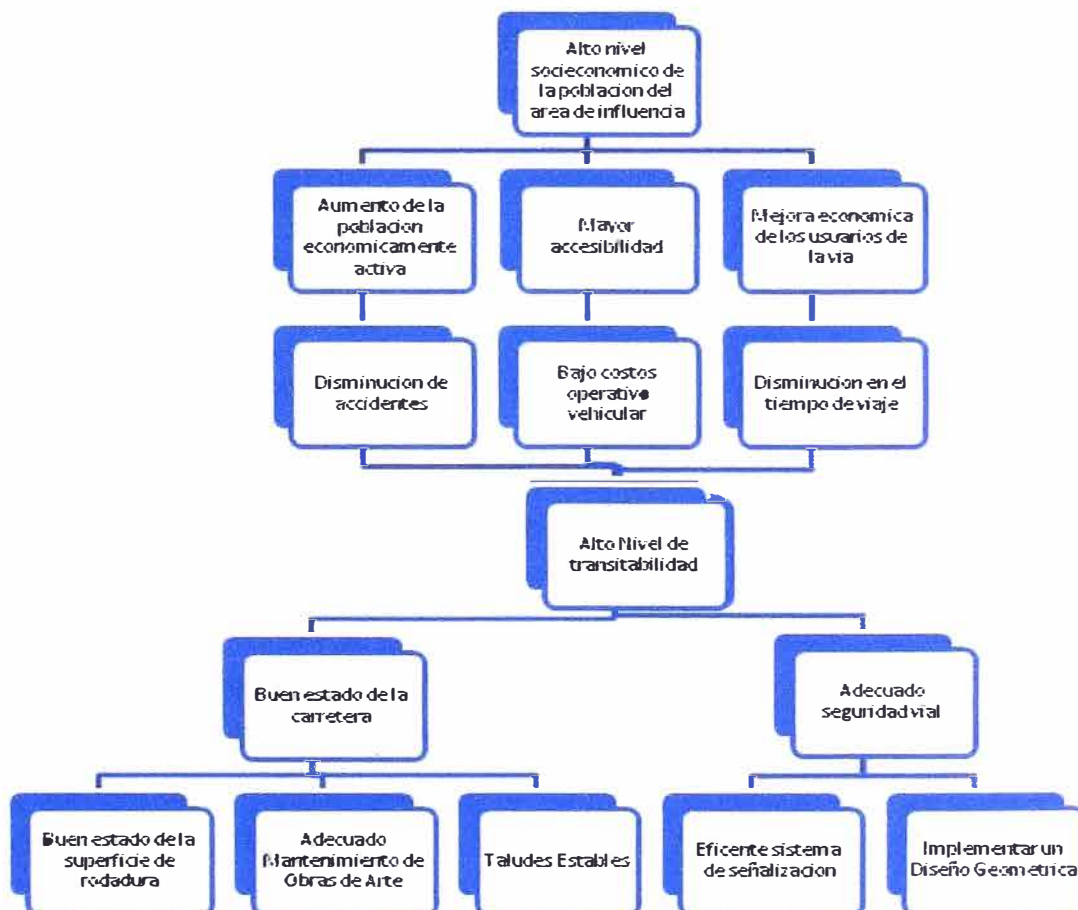 Alto nivel
socieconomico de
la poblacion del
area de influencia
Aumento de la
poblacion
economicamente
activa
Mayor
accesibilidad
Mejora economica
de los usuarios de
la via
Disminucion de
accidentes
Bajo costos
operativo
vehicular
Disminucion en el
tiempo de viaje
Alto Nivel de
transitabilidad
Buen estado de la
carretera
Adecuado
seguridad vial
Buen estado de la
superficie de
rodadura
Adecuado
Mantenimiento de
Obras de Arte
Taludes Estables
Eficente sistema
de señalizacion
Implementar un
Diseño Geometrica